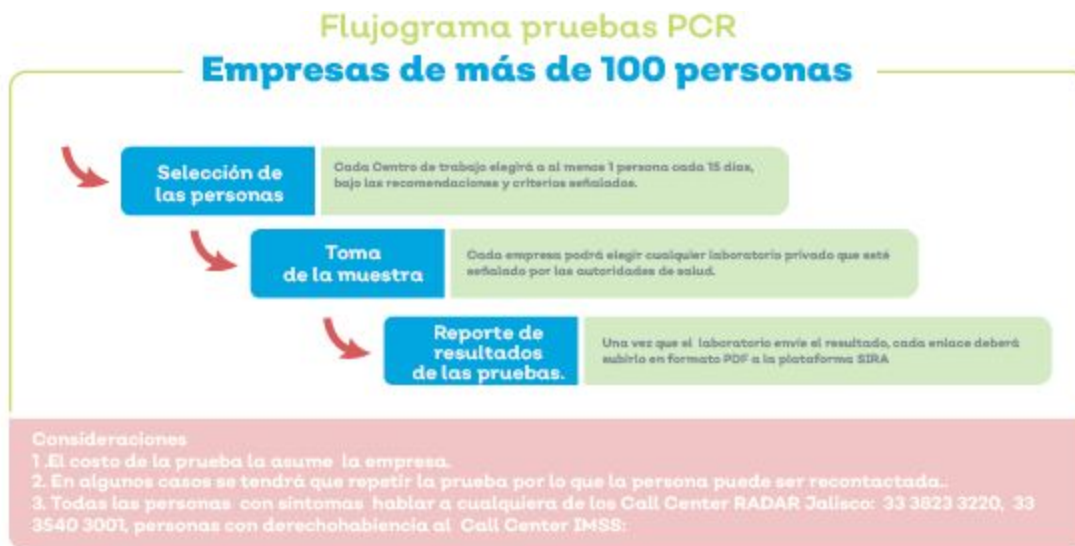 Flujograma pruebas PCR
Empresas de más de 100 personas
Selección de
las personas
Cada Centro de trabajo elegirá a al menos 1 persona cada 15 días,
bajo las recomendaciones y criterios señalados.
Toma
de la muestra
Cada empresa podrá elegir cualquier laboratorio privado que esté
señalado por las autoridades de salud.
Reporte de
resultados
de las pruebas.
Una vez que el laboratorio envíe el resultado, cada enlace deberá
subirlo en formato PDF a la plataforma SIRA
Consideraciones
1 .El costo de la prueba la asume la empresa.
2. En algunos casos se tendrá que repetir la prueba por lo que la persona puede ser recontactada..
3. Todas las personas con síntomas hablar a cualquiera de los Call Center RADAR Jalisco: 33 3823 3220, 33
3540 3001, personas con derechohabiencia al Call Center IMSS: